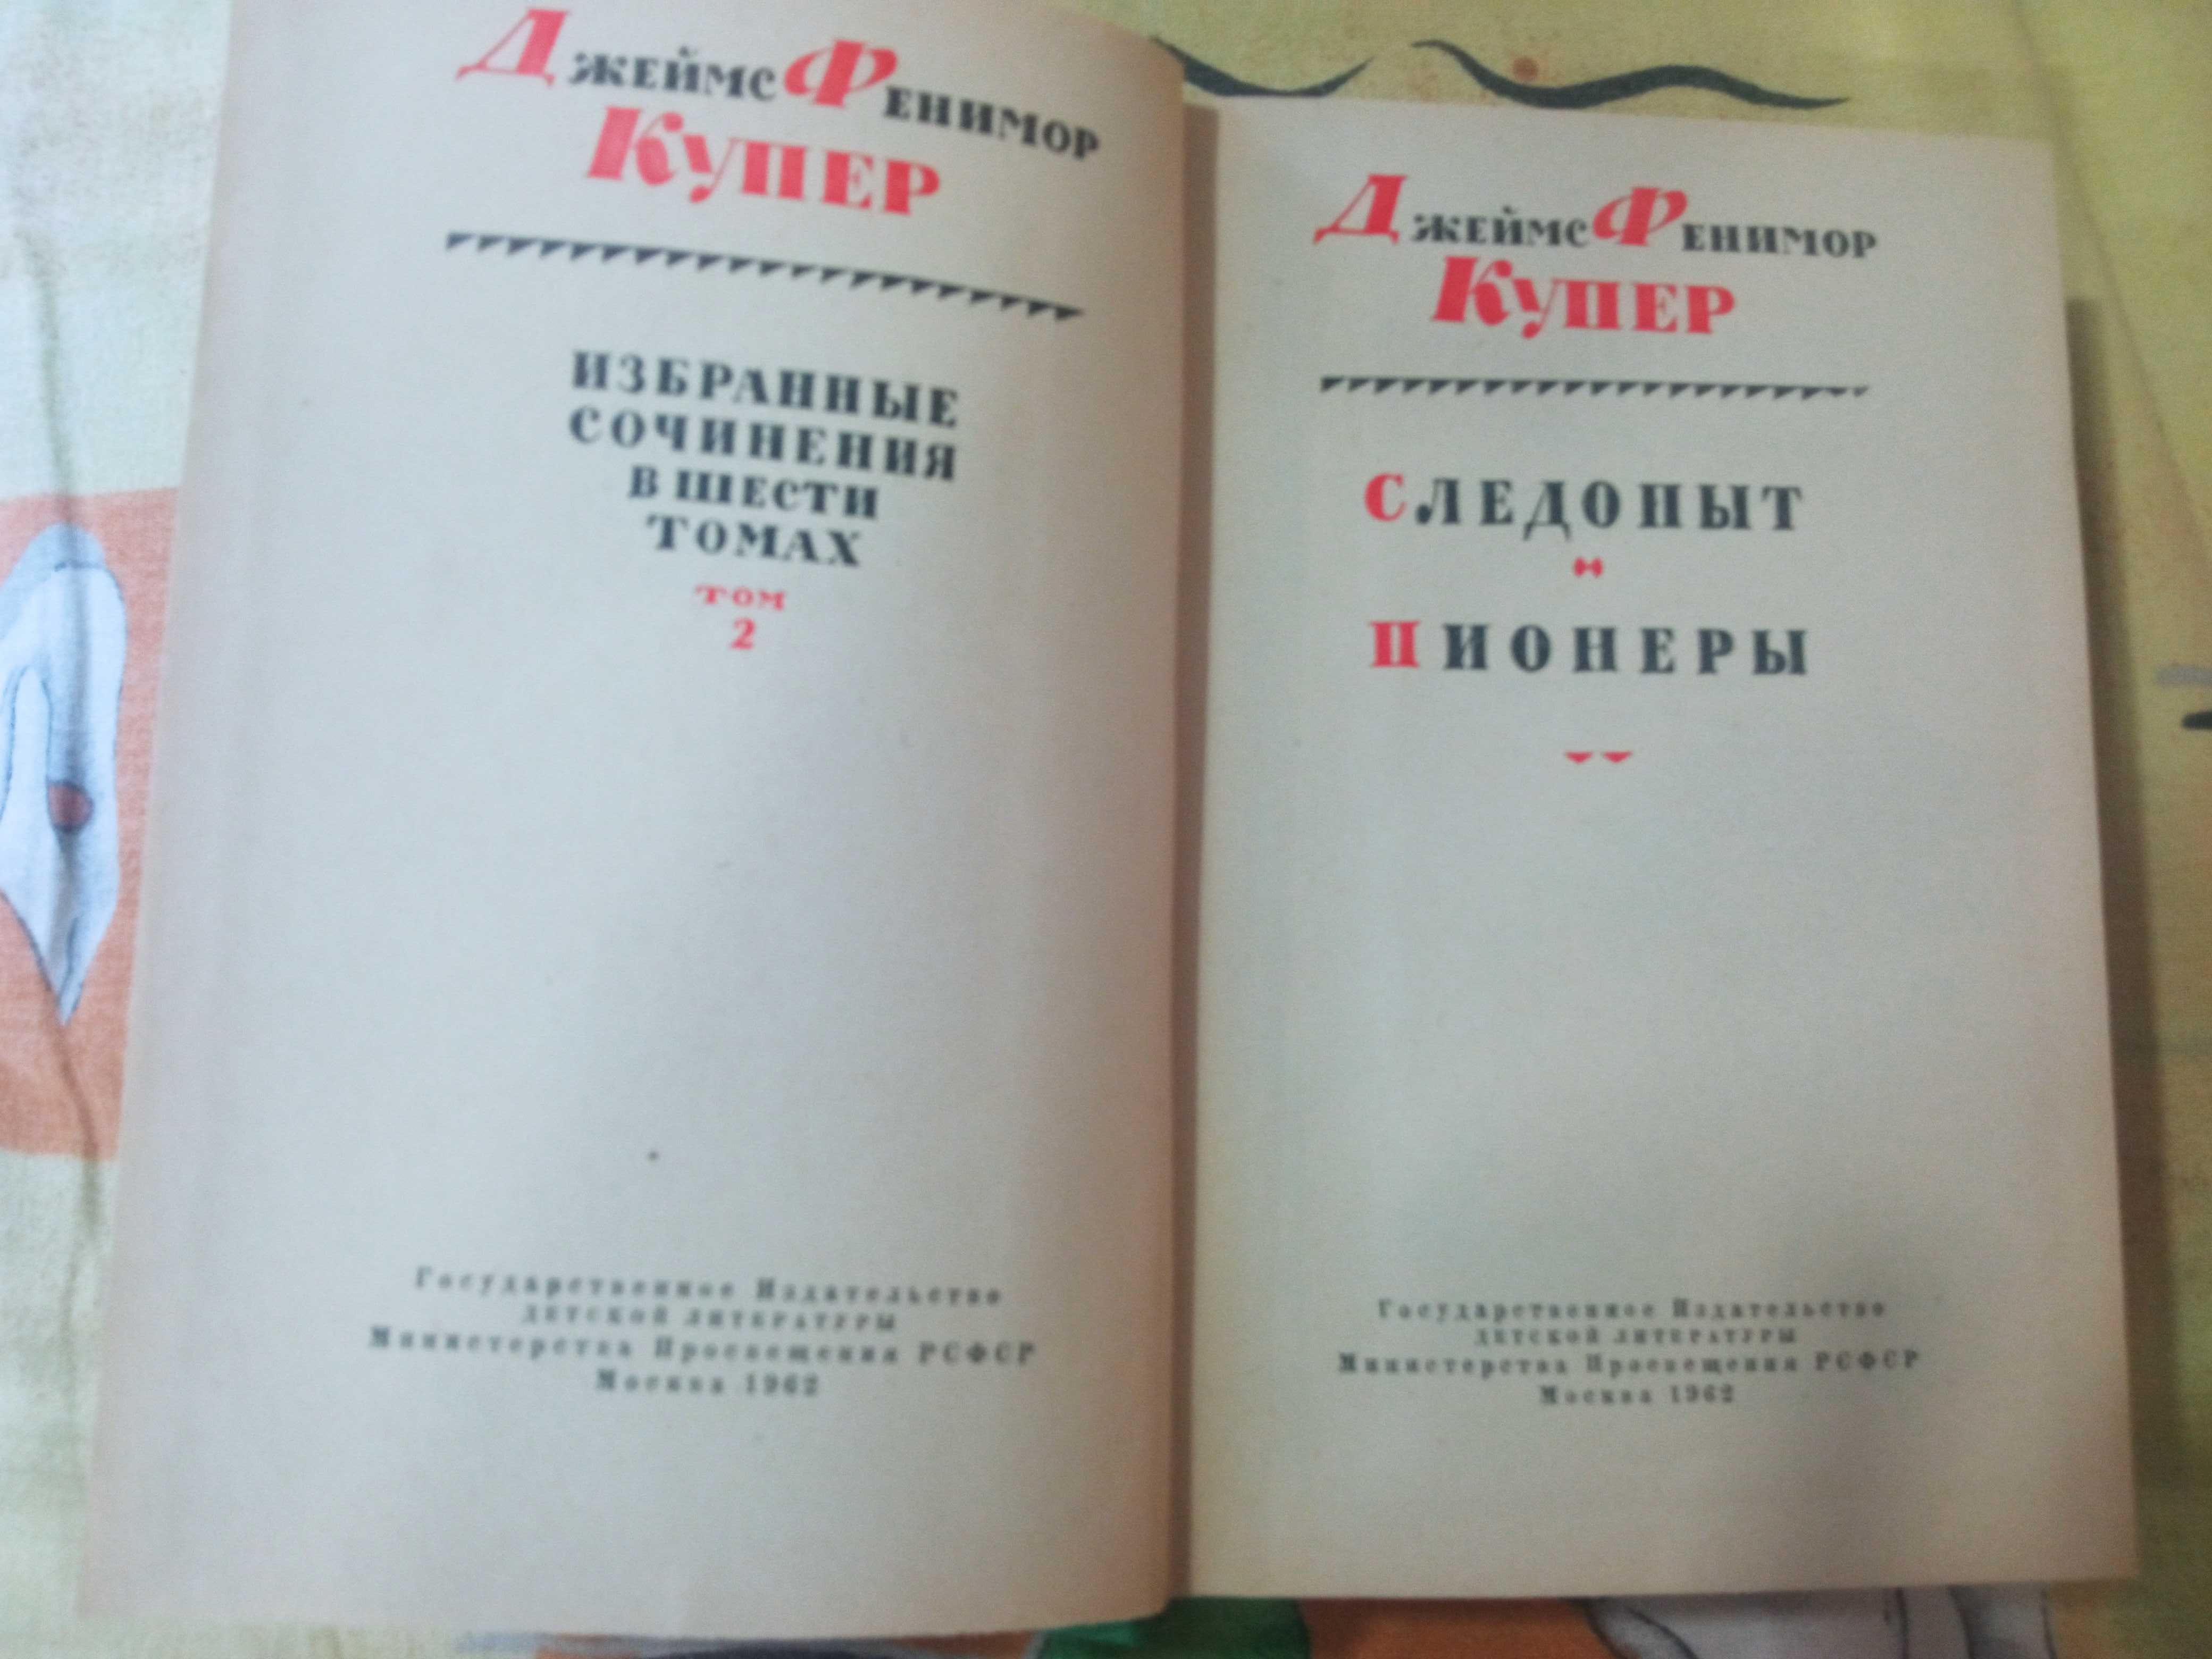 Джеймс Фенимор
Купер
ИЗБРАННЫЕ
СОЧИНЕНИЯ
В ШЕСТИ
ТОМАХ
ТОМ
2
Государственное Издательство
ДЕТСКОЙ ЛИТЕРАТУРЫ
Министерства Просвещения РСФСР
Москва 1962
Джеймс Фенимор
Купер
СЛЕДОПЫТ
ПИОНЕРЫ
Государственное Издательство
ДЕТСКОЙ ЛИТЕРАТУРЫ
Министерства Просвещения РСФСР
Москва 1962